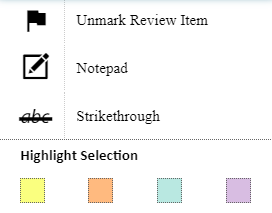 Unmark Review Item
Notepad
abc Strikethrough
Highlight Selection